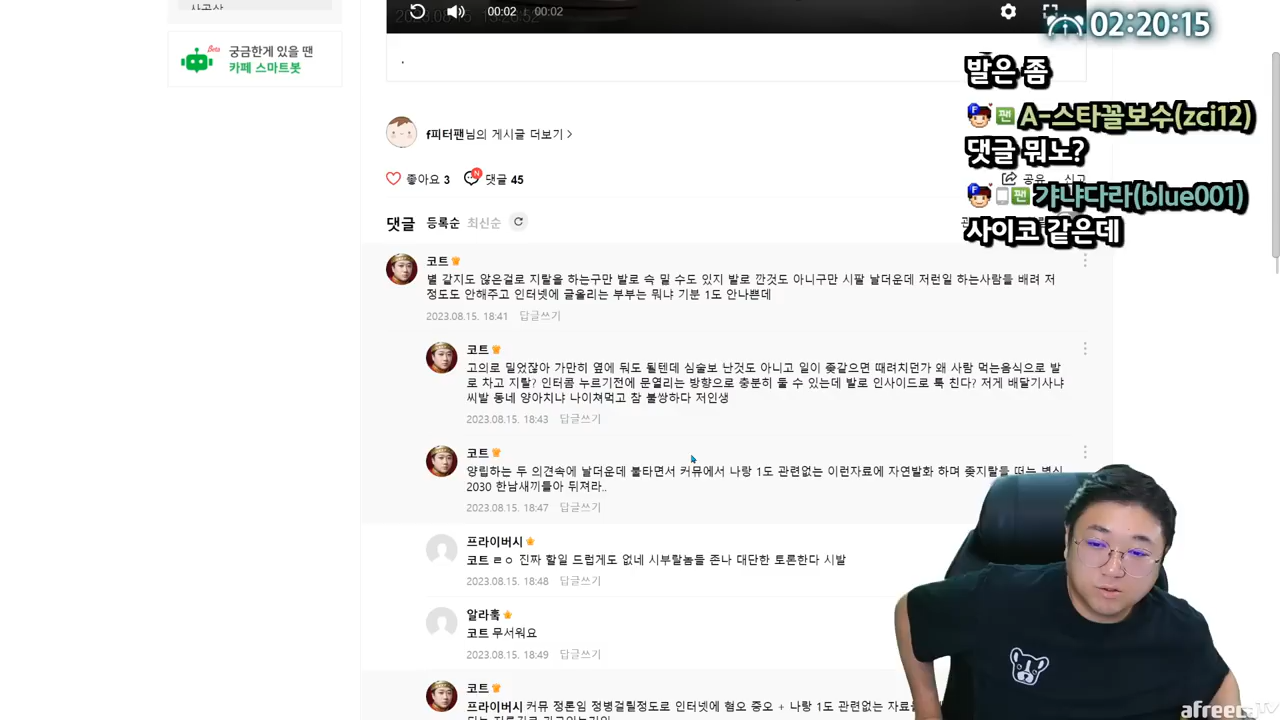 사공삼
궁금한게 있을 땐 Beta
카페 스마트봇
2023.08.15 13:26:52
00:02 00:02
02:20:15
.
발은 좀
팬 A-스타꼴보수(zci12)
댓글 뭐노?
팬 갸냐다라(blue001)
사이코 같은데
f피터팬님의 게시글 더보기 >
좋아요 3 댓글 45
공유 신고
댓글 등록순 최신순
코트
별 같지도 않은걸로 지랄을 하는구만 발로 슥 밀 수도 있지 발로 깐것도 아니구만 시팔 날더운데 저런일 하는사람들 배려 저
정도도 안해주고 인터넷에 글올리는 부부는 뭐냐 기분 1도 안나쁜데
2023.08.15. 18:41 답글쓰기
코트
고의로 밀었잖아 가만히 옆에 둬도 될텐데 심술보 난것도 아니고 일이 좆같으면 때려치던가 왜 사람 먹는음식으로 발
로 차고 지랄? 인터콤 누르기전에 문열리는 방향으로 충분히 둘 수 있는데 발로 인사이드로 툭 친다? 저게 배달기사냐
씨발 동네 양아치냐 나이쳐먹고 참 불쌍하다 저인생
2023.08.15. 18:43 답글쓰기
코트
양립하는 두 의견속에 날더운데 불타면서 커뮤에서 나랑 1도 관련없는 이런자료에 자연발화 하며 좆지랄들 떠는 병신
2030 한남새끼들아 뒤져라..
2023.08.15. 18:47 답글쓰기
프라이버시
코트 ㄹㅇ 진짜 할일 드럽게도 없네 시부랄놈들 존나 대단한 토론한다 시발
2023.08.15. 18:48 답글쓰기
알라훅
코트 무서워요
2023.08.15. 18:49 답글쓰기
코트
프라이버시 커뮤 정론임 정병걸릴정도로 인터넷에 혐오 증오 + 나랑 1도 관련없는 자료
afreecaTV